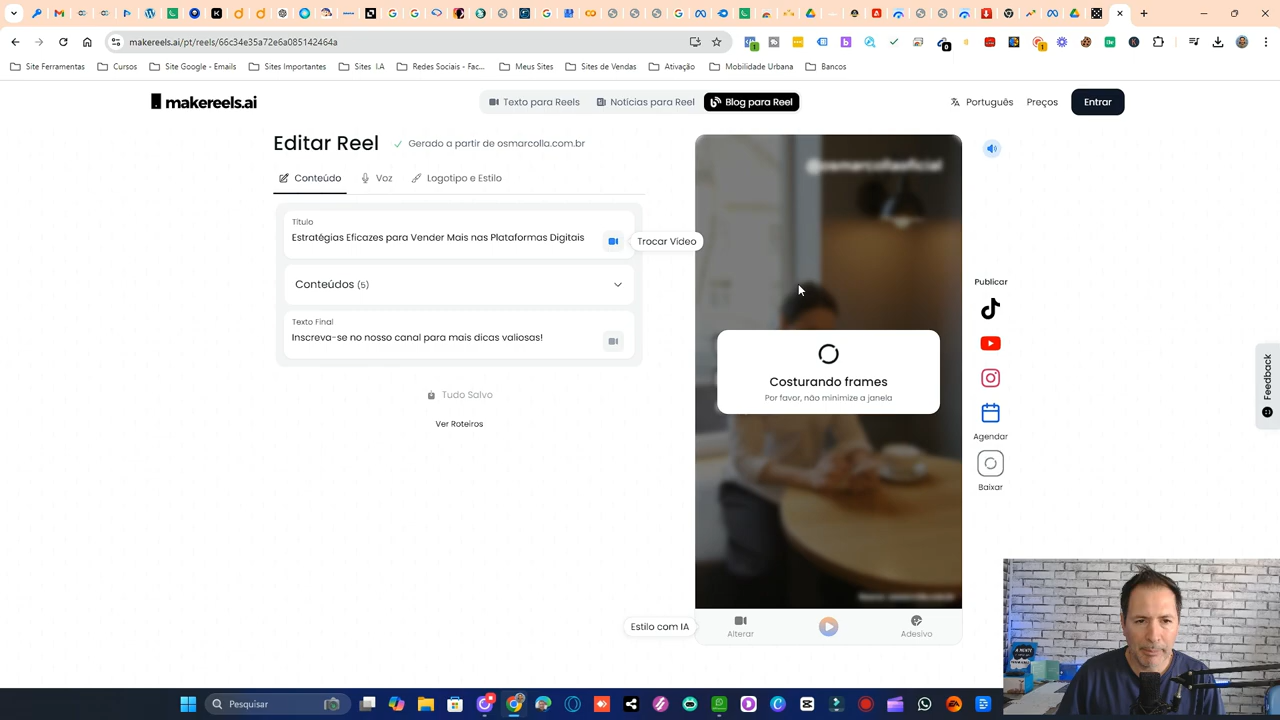 makereels.ai/pt/reels/66c34e35a72e6a085142464a
Site Ferramentas
Cursos
Site Google - Emails
Sites Importantes
Sites I.A
Redes Sociais - Fac...
Meus Sites
Sites de Vendas
Ativação
Mobilidade Urbana
Bancos
makereels.ai
Texto para Reels
Notícias para Reel
Blog para Reel
Português
Preços
Entrar
Editar Reel
Gerado a partir de osmarcolla.com.br
Conteúdo
Voz
Logotipo e Estilo
@osmarcollaoficial
Título
Estratégias Eficazes para Vender Mais nas Plataformas Digitais
Trocar Vídeo
Conteúdos (5)
Texto Final
Inscreva-se no nosso canal para mais dicas valiosas!
Tudo Salvo
Ver Roteiros
Costurando frames
Por favor, não minimize a janela
Publicar
Agendar
Baixar
Feedback
Estilo com IA
Alterar
Adesivo
Pesquisar